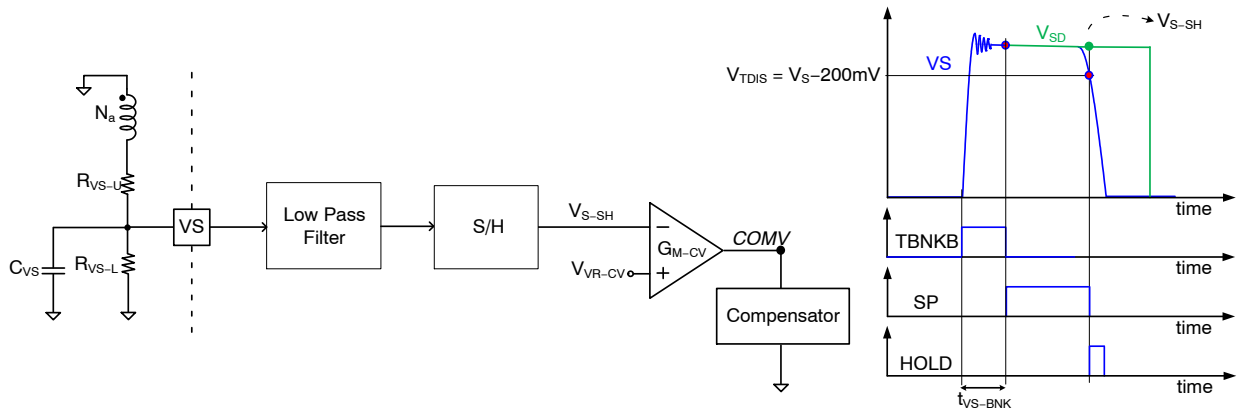 Na
RVS–U
CVS
RVS–L
VS
Low Pass
Filter
S/H
VS–SH
VVR–CV
−
+
GM–CV
COMV
Compensator
VS–SH
VSD
VS
VTDIS = VS–200mV
time
TBNKB
time
SP
time
HOLD
time
tVS–BNK